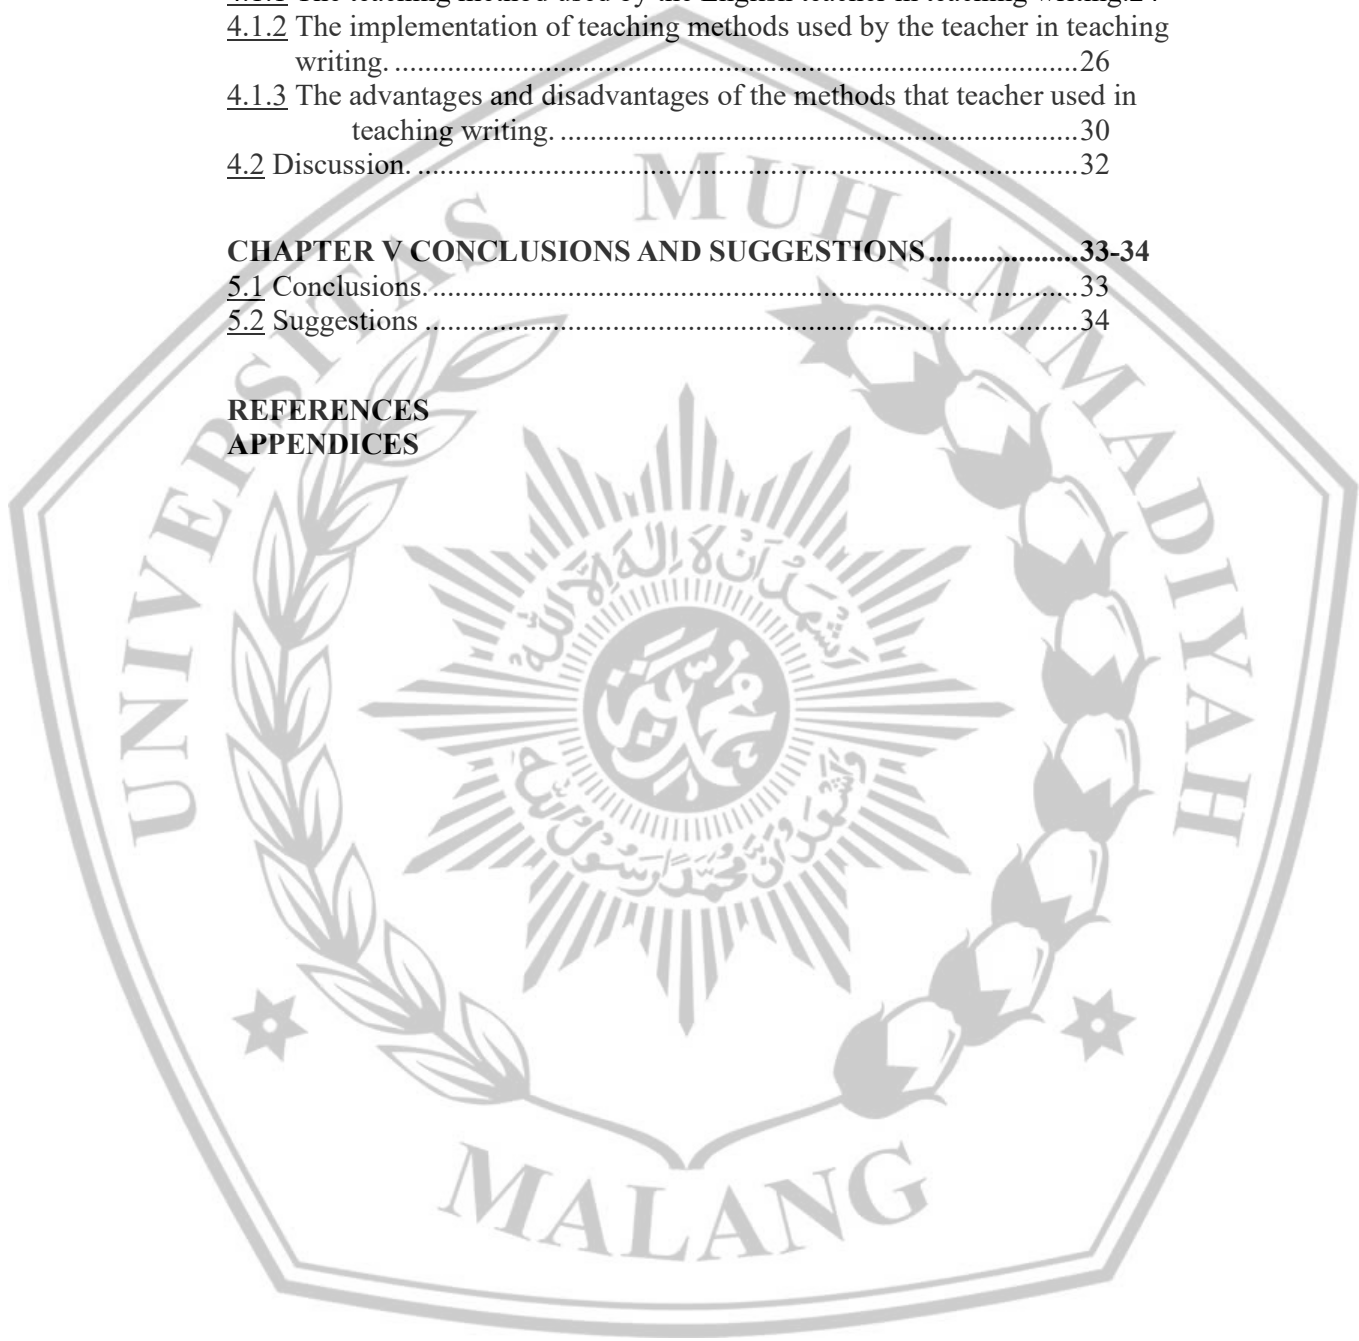 4.1.2 The implementation of teaching methods used by the teacher in teaching
writing. ....................................................................................................26
4.1.3 The advantages and disadvantages of the methods that teacher used in
teaching writing. ....................................................................................30
4.2 Discussion. ................................................................................................32
CHAPTER V CONCLUSIONS AND SUGGESTIONS....................33-34
5.1 Conclusions. ..............................................................................................33
5.2 Suggestions ...............................................................................................34
REFERENCES
APPENDICES
UNIVERSITAS MUHAMMADIYAH
MALANG